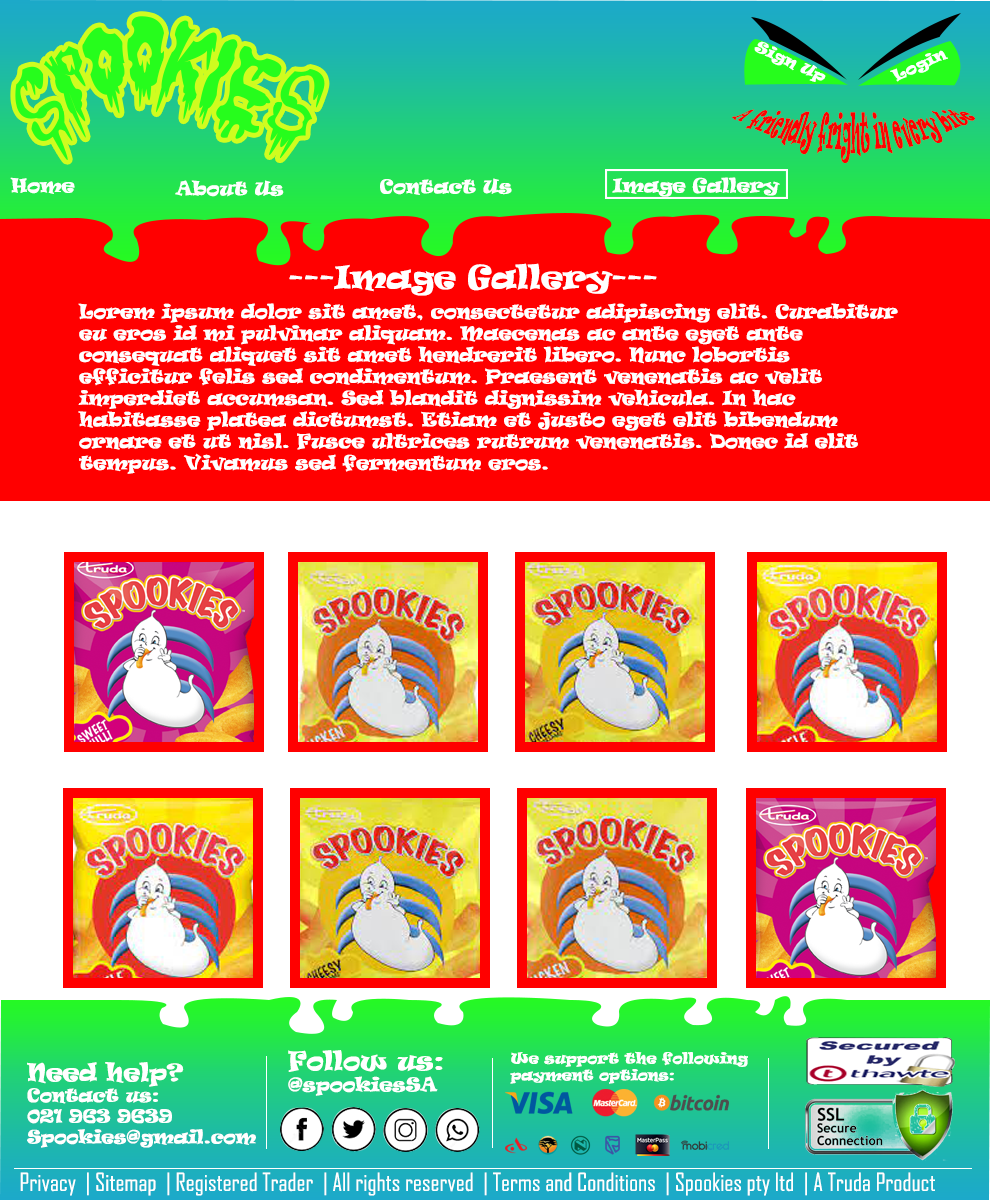 SPOOKIES
Sign Up
Login
A friendly fright in every bite
Home
About Us
Contact Us
Image Gallery
---Image Gallery---
Lorem ipsum dolor sit amet, consectetur adipiscing elit. Curabitur
eu eros id mi pulvinar aliquam. Maecenas ac ante eget ante
consequat aliquet sit amet hendrerit libero. Nunc lobortis
efficitur felis sed condimentum. Praesent venenatis ac velit
imperdiet accumsan. Sed blandit dignissim vehicula. In hac
habitasse platea dictumst. Etiam et justo eget elit bibendum
ornare et ut nisl. Fusce ultrices rutrum venenatis. Donec id elit
tempus. Vivamus sed fermentum eros.
truda
SPOOKIES
SWEET
truda
SPOOKIES
truda
SPOOKIES
CHEESY
truda
SPOOKIES
truda
SPOOKIES
truda
SPOOKIES
truda
SPOOKIES
truda
SPOOKIES
Need help?
Contact us:
021 963 9639
Spookies@gmail.com
Follow us:
@spookiesSA
We support the following
payment options:
VISA
MasterCard
bitcoin
MasterPass
mobicred
Secured
by
thawte
SSL
Secure
Connection
Privacy | Sitemap | Registered Trader | All rights reserved | Terms and Conditions | Spookies pty ltd | A Truda Product